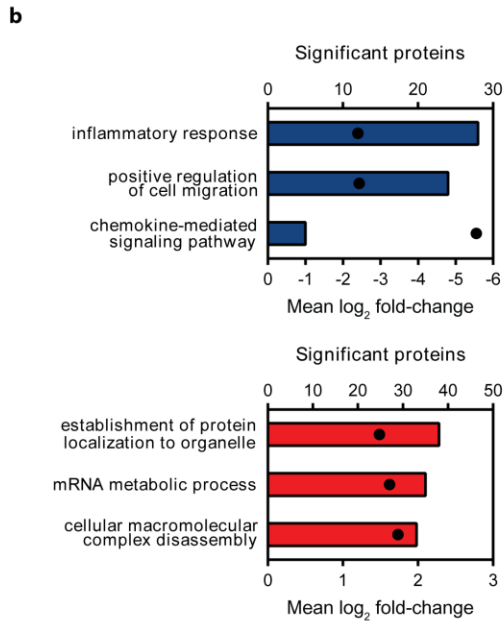 b
Significant proteins
0 10 20 30
inflammatory response
positive regulation
of cell migration
chemokine-mediated
signaling pathway
0 -1 -2 -3 -4 -5 -6
Mean log₂ fold-change
Significant proteins
0 10 20 30 40 50
establishment of protein
localization to organelle
mRNA metabolic process
cellular macromolecular
complex disassembly
0 1 2 3
Mean log₂ fold-change